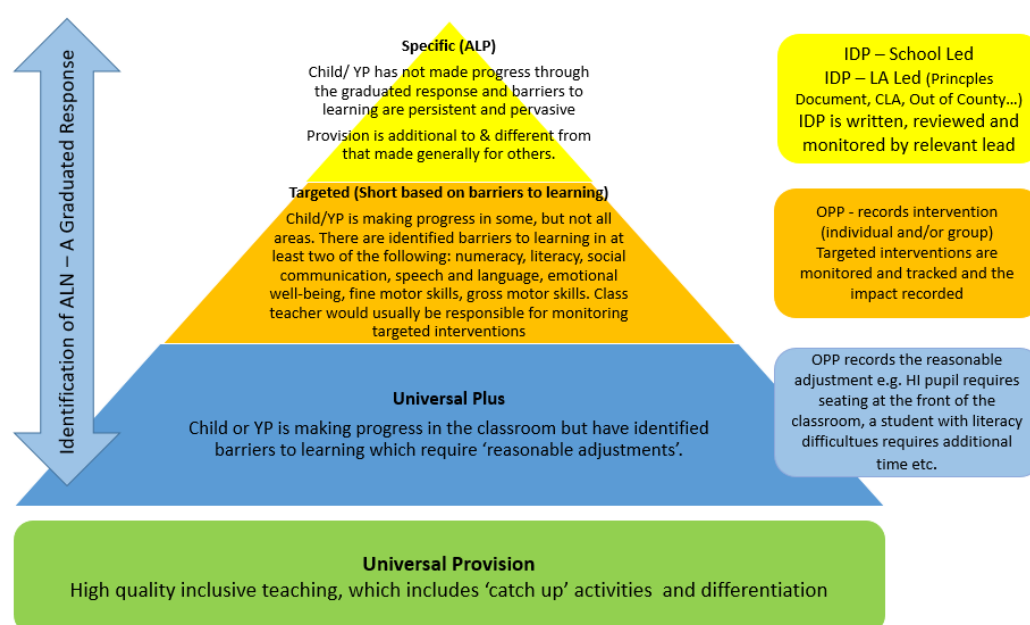 Identification of ALN – A Graduated Response
Specific (ALP)
Child/ YP has not made progress through
the graduated response and barriers to
learning are persistent and pervasive
Provision is additional to & different from
that made generally for others.
IDP – School Led
IDP – LA Led (Princples
Document, CLA, Out of County...)
IDP is written, reviewed and
monitored by relevant lead
Targeted (Short based on barriers to learning)
Child/YP is making progress in some, but not all
areas. There are identified barriers to learning in at
least two of the following: numeracy, literacy, social
communication, speech and language, emotional
well-being, fine motor skills, gross motor skills. Class
teacher would usually be responsible for monitoring
targeted interventions
OPP - records intervention
(individual and/or group)
Targeted interventions are
monitored and tracked and the
impact recorded
Universal Plus
Child or YP is making progress in the classroom but have identified
barriers to learning which require ‘reasonable adjustments’.
OPP records the reasonable
adjustment e.g. HI pupil requires
seating at the front of the
classroom, a student with literacy
difficultues requires additional
time etc.
Universal Provision
High quality inclusive teaching, which includes ‘catch up’ activities and differentiation